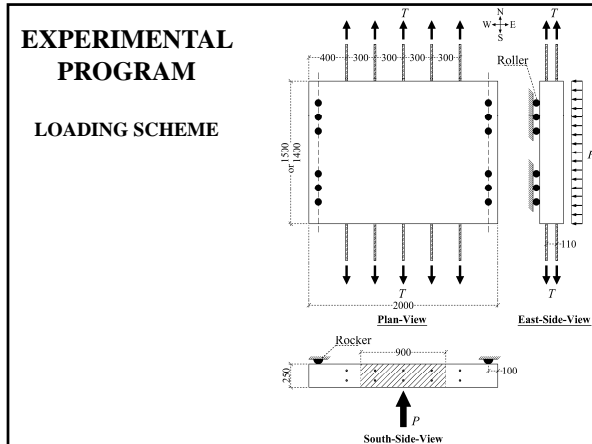 EXPERIMENTAL
PROGRAM
LOADING SCHEME
T
N
W E
S
T
400 300 300 300 300
Roller
1500
or
1400
P
110
T
T
2000
Plan-View
East-Side-View
Rocker
900
250
100
P
South-Side-View